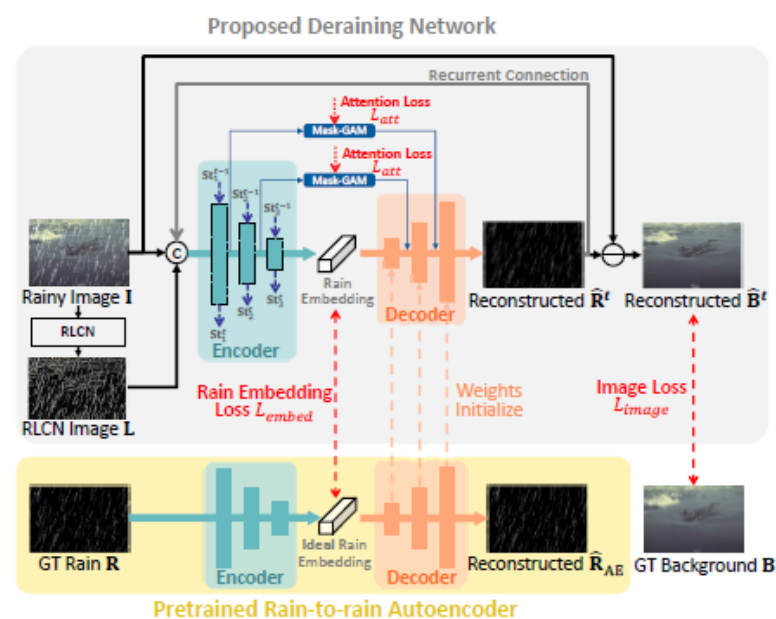 Proposed Deraining Network
Recurrent Connection
Attention Loss
L_att
Mask-GAM
Attention Loss
L_att
Mask-GAM
St_1^{t-1}
St_2^{t-1}
St_3^{t-1}
C
Rainy Image I
RLCN
RLCN Image L
St_1^t
St_2^t
St_3^t
Encoder
Rain
Embedding
Decoder
Reconstructed R̂^t
Reconstructed B̂^t
Rain Embedding
Loss L_embed
Weights
Initialize
Image Loss
L_image
GT Rain R
Encoder
Ideal Rain
Embedding
Decoder
Reconstructed R̂_AE
GT Background B
Pretrained Rain-to-rain Autoencoder